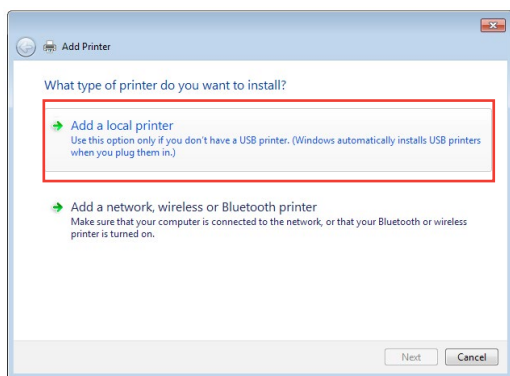 Add Printer
What type of printer do you want to install?
Add a local printer
Use this option only if you don't have a USB printer. (Windows automatically installs USB printers
when you plug them in.)
Add a network, wireless or Bluetooth printer
Make sure that your computer is connected to the network, or that your Bluetooth or wireless
printer is turned on.
Next Cancel